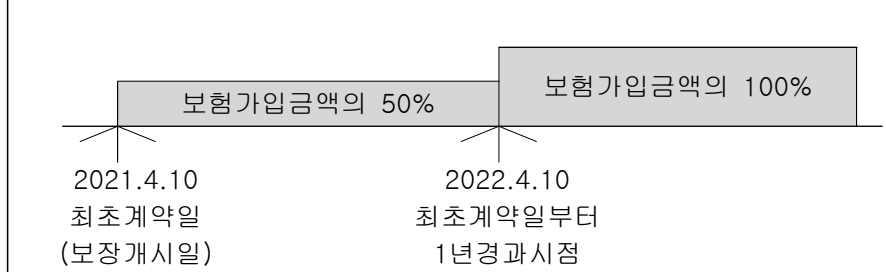 보험가입금액의 50%
보험가입금액의 100%
2021.4.10
최초계약일
(보장개시일)
2022.4.10
최초계약일부터
1년경과시점